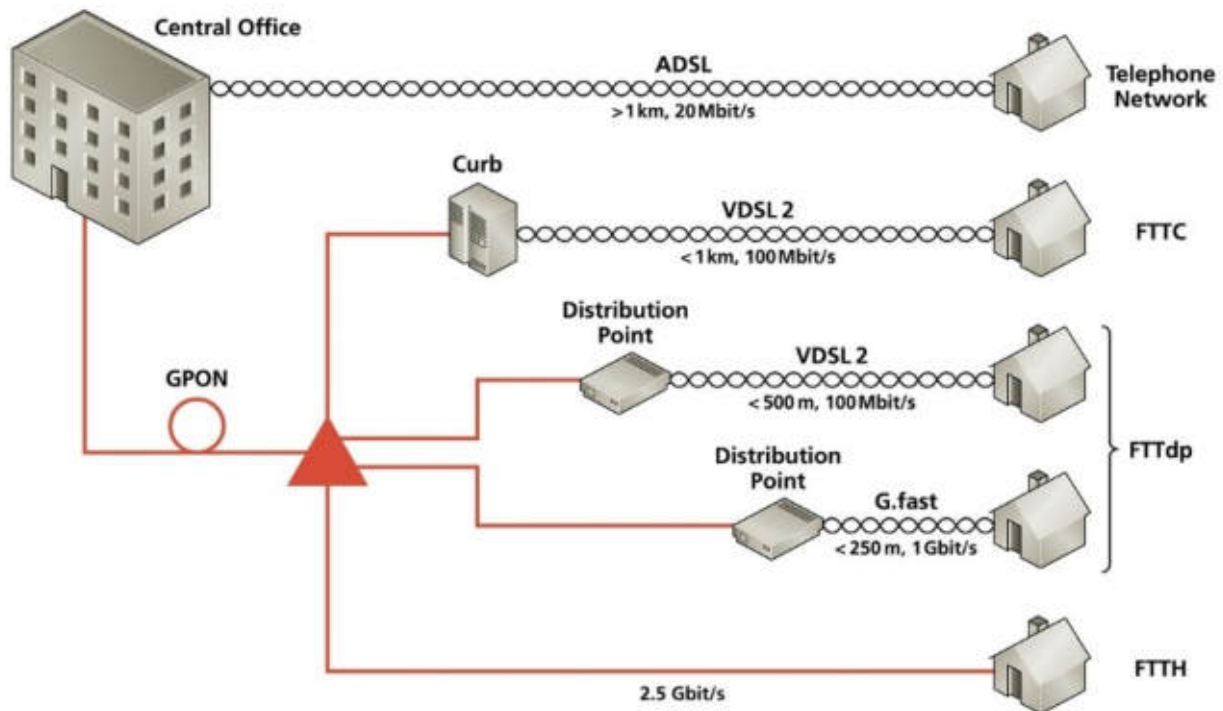 Central Office
ADSL
>1 km, 20 Mbit/s
Telephone
Network
Curb
VDSL 2
<1 km, 100 Mbit/s
FTTC
Distribution
Point
VDSL 2
<500 m, 100 Mbit/s
GPON
FTTdp
Distribution
Point
G.fast
<250 m, 1 Gbit/s
2.5 Gbit/s
FTTH